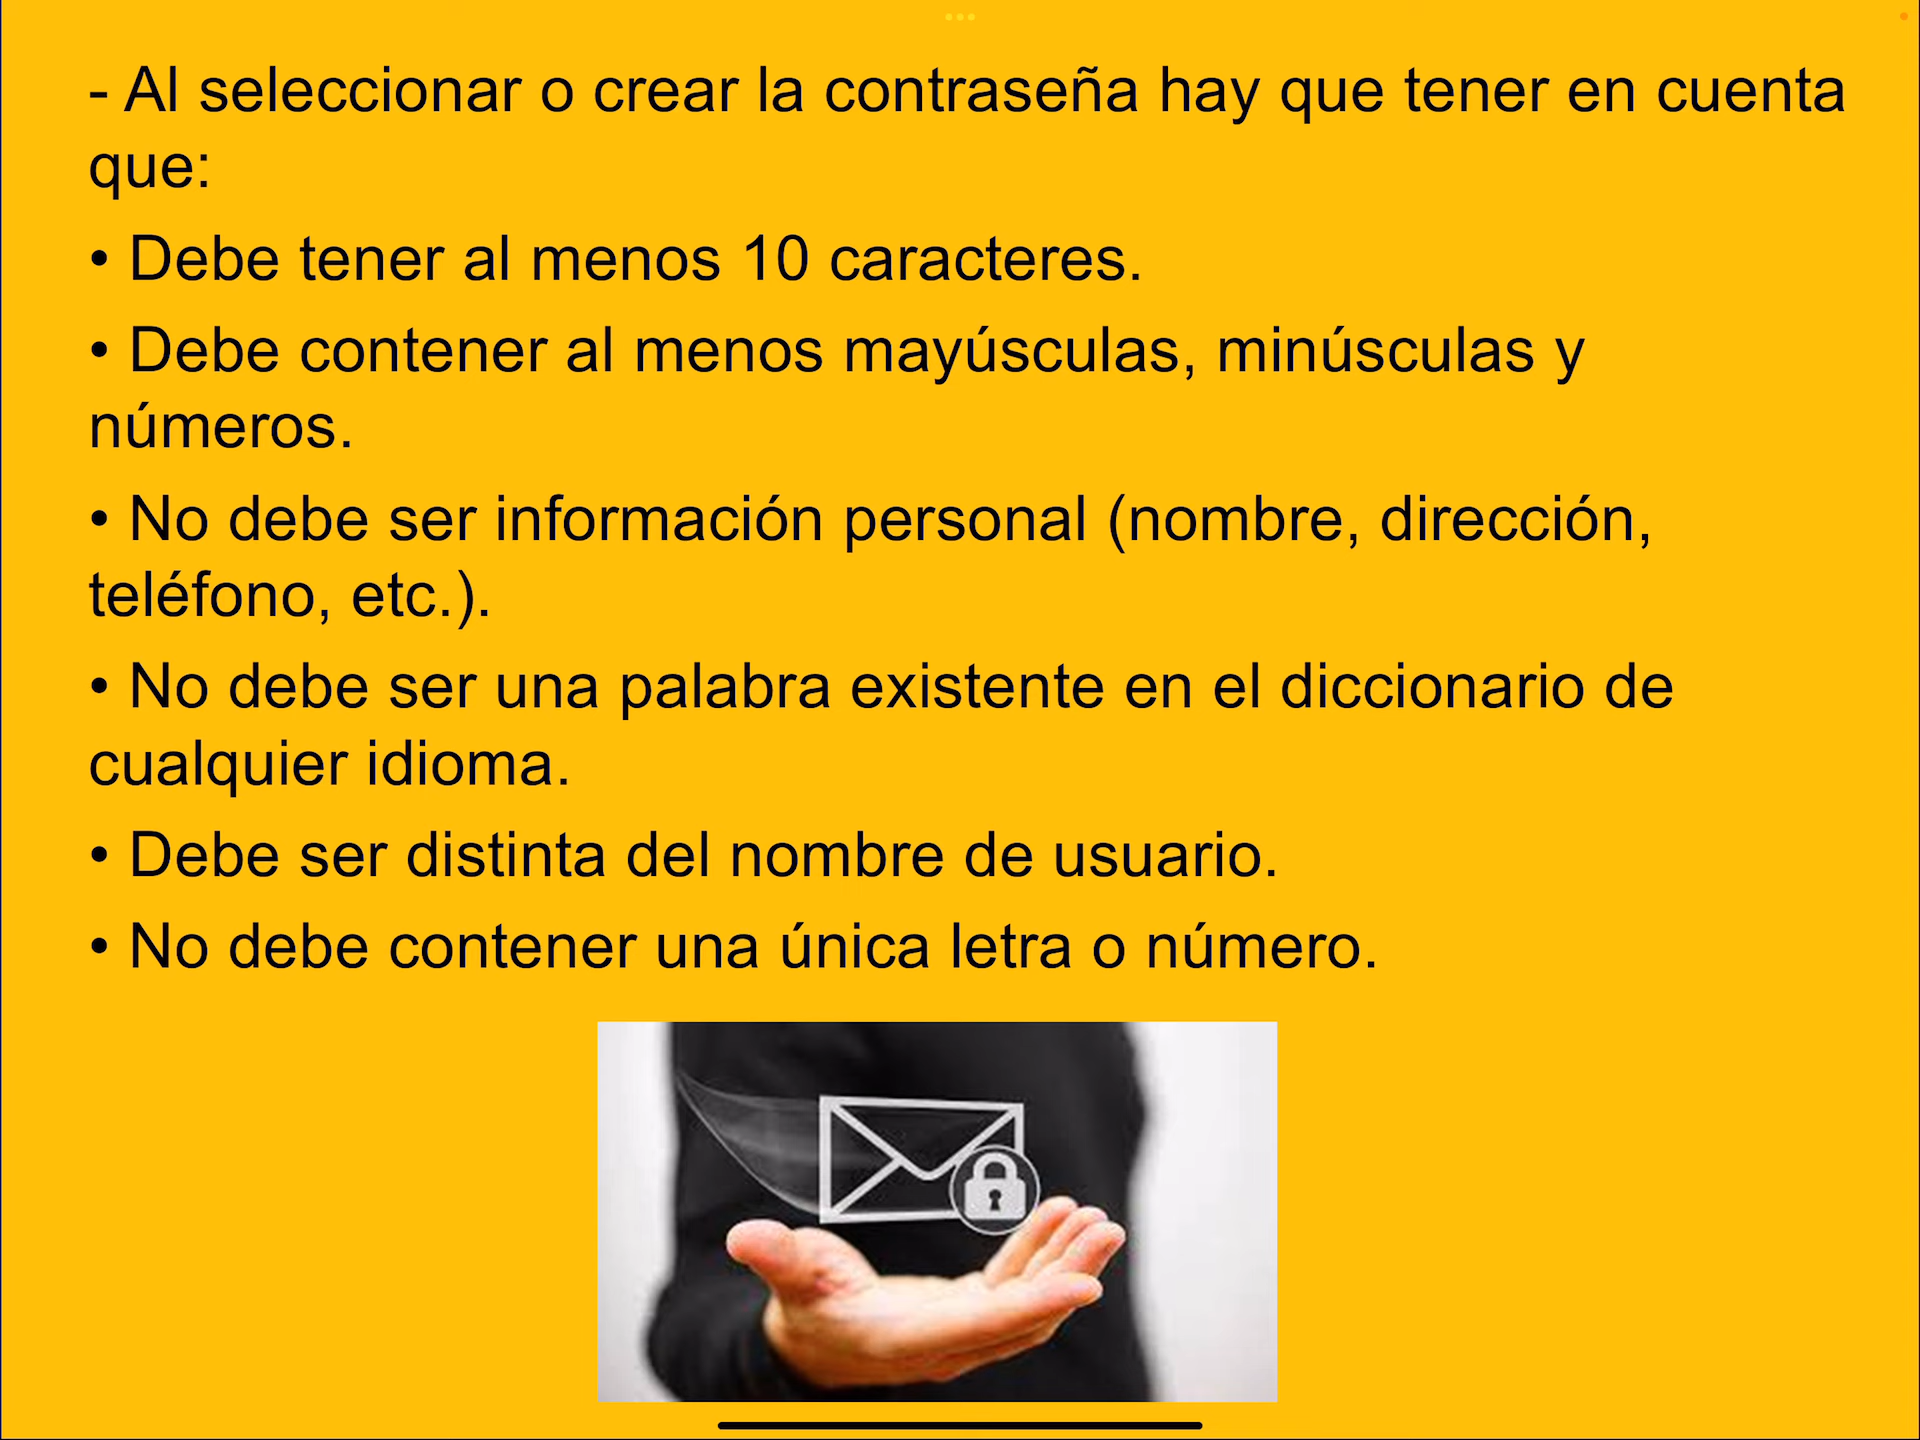 - Al seleccionar o crear la contraseña hay que tener en cuenta
que:
• Debe tener al menos 10 caracteres.
• Debe contener al menos mayúsculas, minúsculas y
números.
• No debe ser información personal (nombre, dirección,
teléfono, etc.).
• No debe ser una palabra existente en el diccionario de
cualquier idioma.
• Debe ser distinta del nombre de usuario.
• No debe contener una única letra o número.